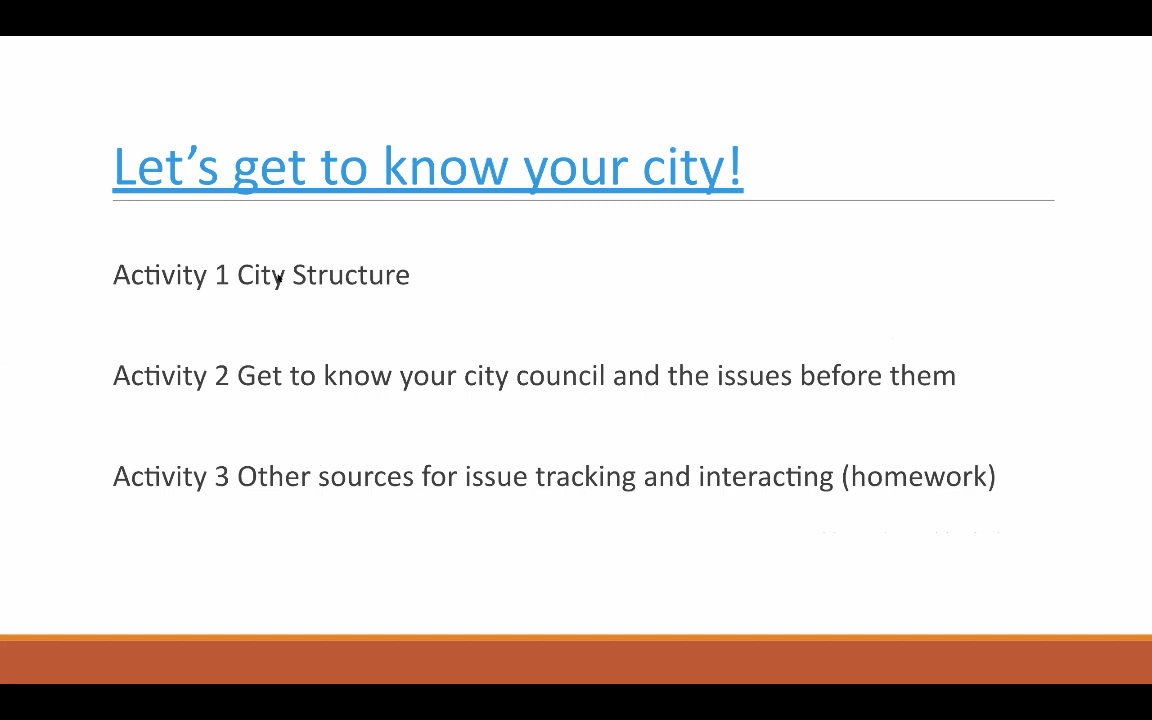 Let’s get to know your city!
Activity 1 City Structure
Activity 2 Get to know your city council and the issues before them
Activity 3 Other sources for issue tracking and interacting (homework)